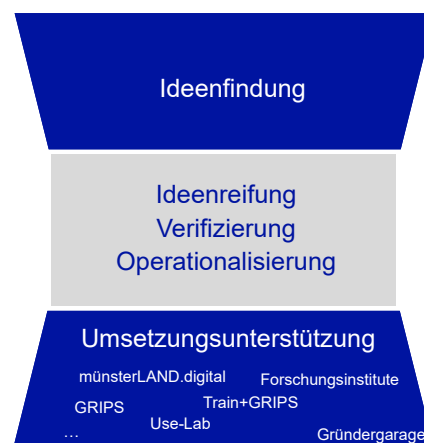 Ideenfindung
Ideenreifung
Verifizierung
Operationalisierung
Umsetzungsunterstützung
münsterLAND.digital
Forschungsinstitute
GRIPS
Train+GRIPS
Use-Lab
...
Gründergarage